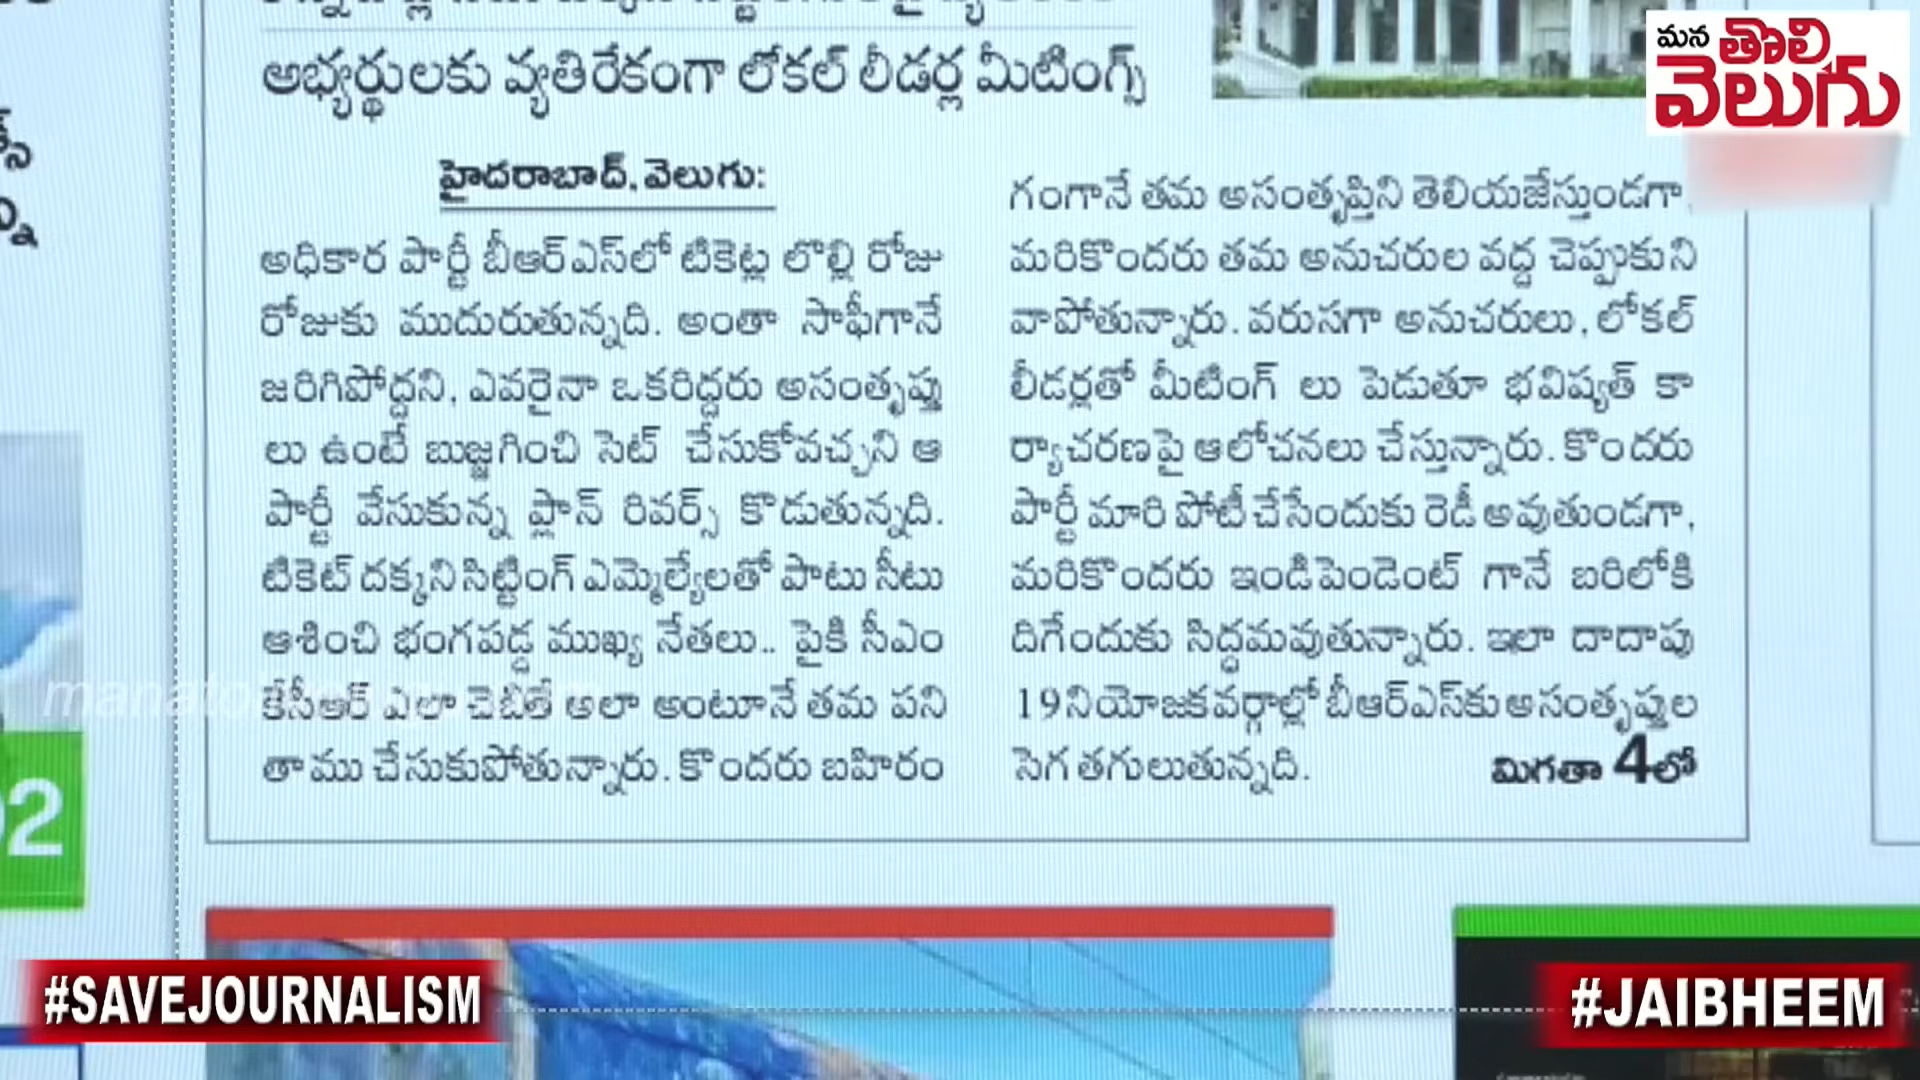 అభ్యర్థులకు వ్యతిరేకంగా లోకల్ లీడర్ల మీటింగ్స్
మన
తొలి
వెలుగు
హైదరాబాద్, వెలుగు:
అధికార పార్టీ బీఆర్ఎస్‌లో టికెట్ల లొల్లి రోజు
రోజుకు ముదురుతున్నది. అంతా సాఫీగానే
జరిగిపోద్దని, ఎవరైనా ఒకరిద్దరు అసంతృప్తు
లు ఉంటే బుజ్జగించి సెట్ చేసుకోవచ్చని ఆ
పార్టీ వేసుకున్న ప్లాన్ రివర్స్ కొడుతున్నది.
టికెట్ దక్కని సిట్టింగ్ ఎమ్మెల్యేలతో పాటు సీటు
ఆశించి భంగపడ్డ ముఖ్య నేతలు.. పైకి సీఎం
కేసీఆర్ ఎలా చెబితే అలా అంటూనే తమ పని
తాము చేసుకుపోతున్నారు. కొందరు బహిరం
గంగానే తమ అసంతృప్తిని తెలియజేస్తుండగా,
మరికొందరు తమ అనుచరుల వద్ద చెప్పుకుని
వాపోతున్నారు. వరుసగా అనుచరులు, లోకల్
లీడర్లతో మీటింగ్ లు పెడుతూ భవిష్యత్ కా
ర్యాచరణపై ఆలోచనలు చేస్తున్నారు. కొందరు
పార్టీ మారి పోటీ చేసేందుకు రెడీ అవుతుండగా,
మరికొందరు ఇండిపెండెంట్ గానే బరిలోకి
దిగేందుకు సిద్ధమవుతున్నారు. ఇలా దాదాపు
19 నియోజకవర్గాల్లో బీఆర్ఎస్‌కు అసంతృప్తుల
సెగ తగులుతున్నది.
మిగతా 4లో
#SAVEJOURNALISM
#JAIBHEEM